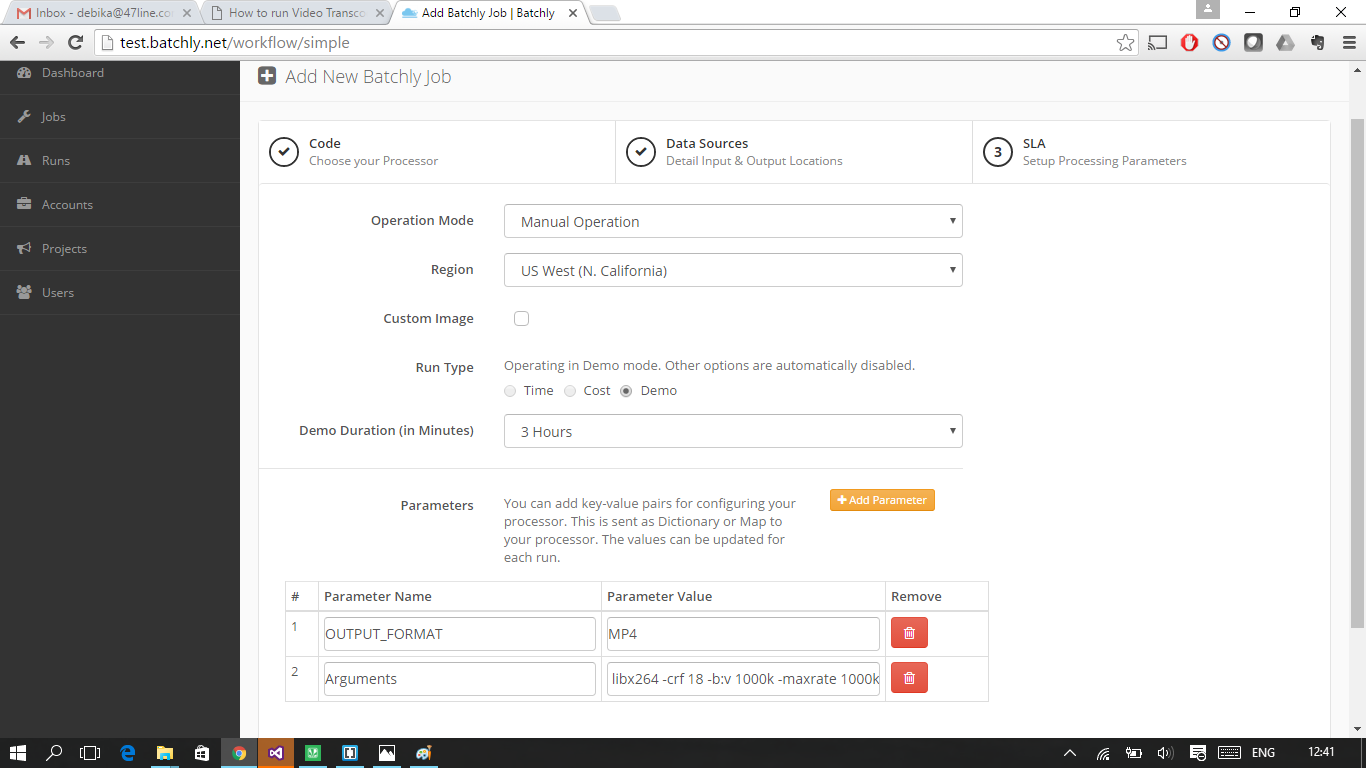 Inbox - debika@47line.co
How to run Video Transco
Add Batchly Job | Batchly
test.batchly.net/workflow/simple
Dashboard
Jobs
Runs
Accounts
Projects
Users
Add New Batchly Job
Code
Choose your Processor
Data Sources
Detail Input & Output Locations
3
SLA
Setup Processing Parameters
Operation Mode
Manual Operation
Region
US West (N. California)
Custom Image
Run Type
Operating in Demo mode. Other options are automatically disabled.
Time
Cost
Demo
Demo Duration (in Minutes)
3 Hours
Parameters
You can add key-value pairs for configuring your
processor. This is sent as Dictionary or Map to
your processor. The values can be updated for
each run.
Add Parameter
# Parameter Name Parameter Value Remove
1 OUTPUT_FORMAT MP4
2 Arguments libx264 -crf 18 -b:v 1000k -maxrate 1000k
ENG
12:41